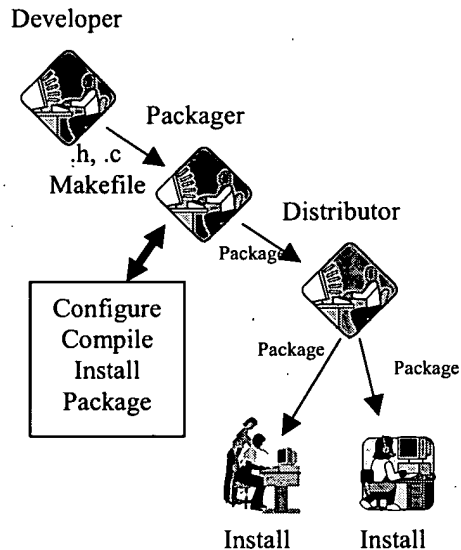 Developer
Packager
.h, .c
Makefile
Distributor
Package
Configure
Compile
Install
Package
Package
Package
Install
Install